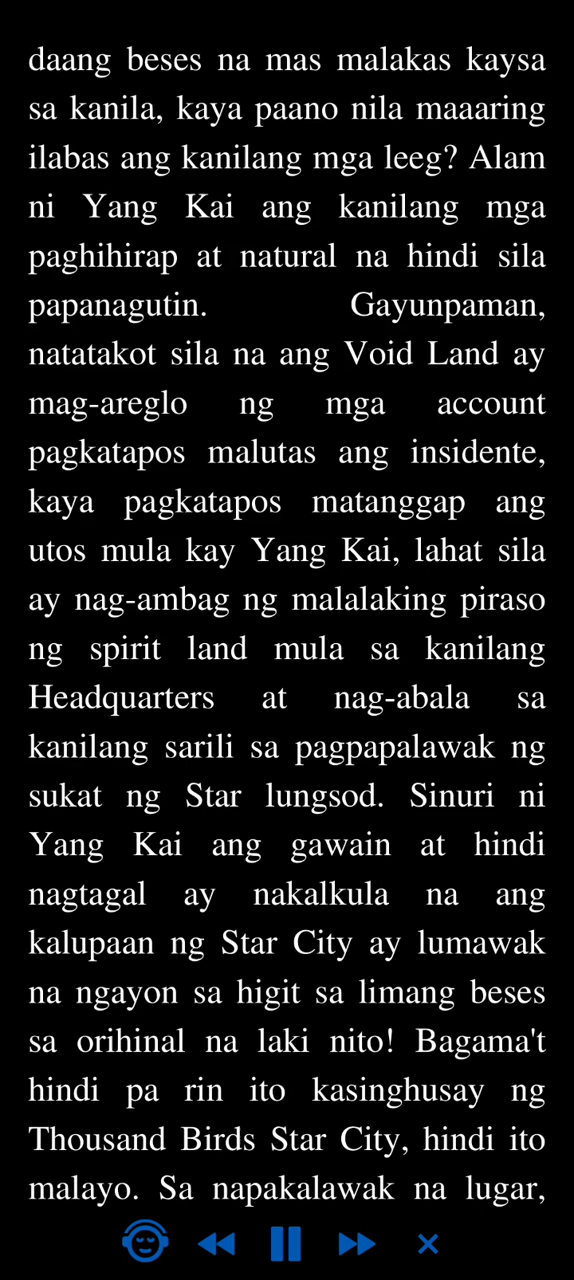 daang beses na mas malakas kaysa
sa kanila, kaya paano nila maaaring
ilabas ang kanilang mga leeg? Alam
ni Yang Kai ang kanilang mga
paghihirap at natural na hindi sila
papanagutin. Gayunpaman,
natatakot sila na ang Void Land ay
mag-areglo ng mga account
pagkatapos malutas ang insidente,
kaya pagkatapos matanggap ang
utos mula kay Yang Kai, lahat sila
ay nag-ambag ng malalaking piraso
ng spirit land mula sa kanilang
Headquarters at nag-abala sa
kanilang sarili sa pagpapalawak ng
sukat ng Star lungsod. Sinuri ni
Yang Kai ang gawain at hindi
nagtagal ay nakalkula na ang
kalupaan ng Star City ay lumawak
na ngayon sa higit sa limang beses
sa orihinal na laki nito! Bagama't
hindi pa rin ito kasinghusay ng
Thousand Birds Star City, hindi ito
malayo. Sa napakalawak na lugar,